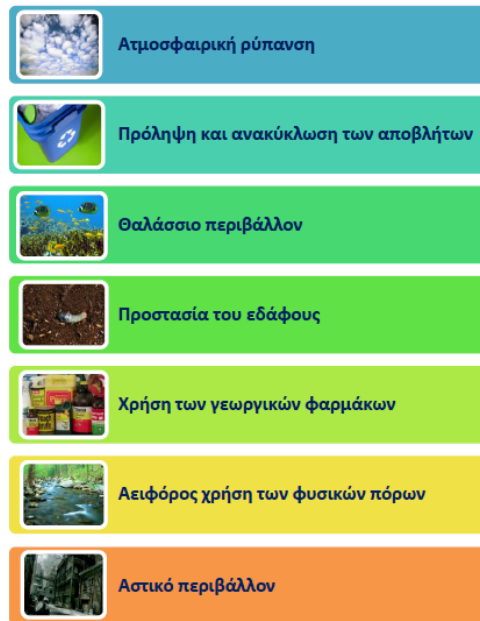 Ατμοσφαιρική ρύπανση
Πρόληψη και ανακύκλωση των αποβλήτων
Θαλάσσιο περιβάλλον
Προστασία του εδάφους
Χρήση των γεωργικών φαρμάκων
Αειφόρος χρήση των φυσικών πόρων
Αστικό περιβάλλον